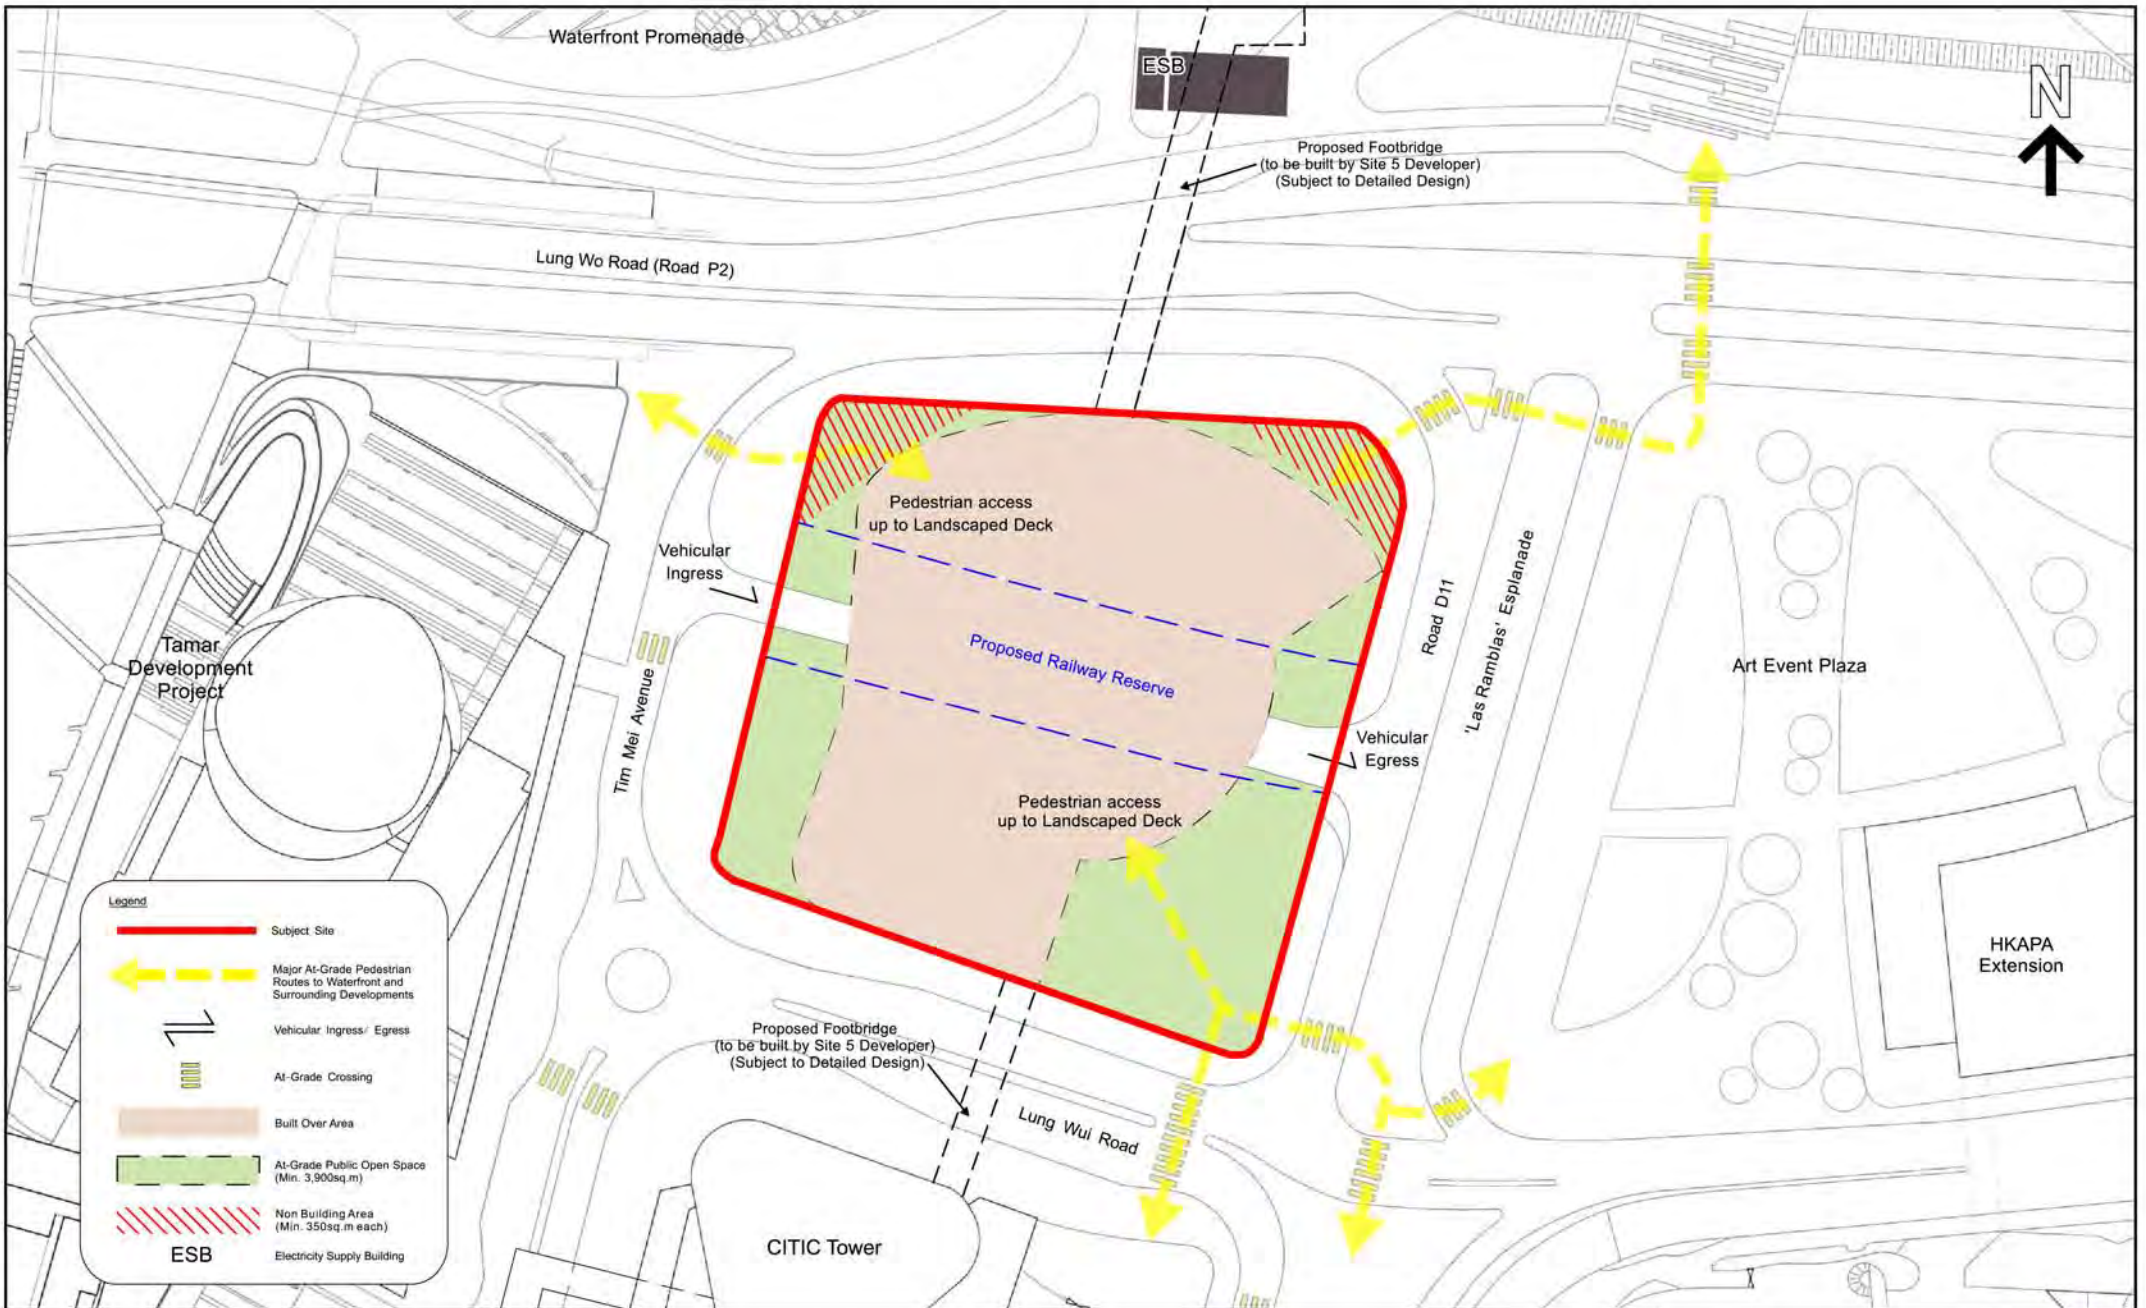 Waterfront Promenade
ESB
N
Proposed Footbridge
(to be built by Site 5 Developer)
(Subject to Detailed Design)
Lung Wo Road (Road P2)
Pedestrian access
up to Landscaped Deck
Vehicular
Ingress
Proposed Railway Reserve
Road D11
'Las Ramblas' Esplanade
Art Event Plaza
Tamar
Development
Project
Tim Mei Avenue
Vehicular
Egress
Pedestrian access
up to Landscaped Deck
HKAPA
Extension
Proposed Footbridge
(to be built by Site 5 Developer)
(Subject to Detailed Design)
Lung Wui Road
CITIC Tower
Legend
Subject Site
Major At-Grade Pedestrian
Routes to Waterfront and
Surrounding Developments
Vehicular Ingress/ Egress
At-Grade Crossing
Built Over Area
At-Grade Public Open Space
(Min. 3,900sq.m)
Non Building Area
(Min. 350sq.m each)
ESB Electricity Supply Building